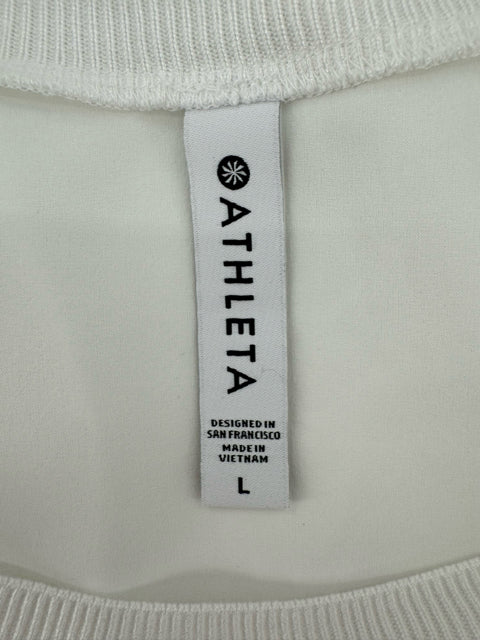 ATHLETA
DESIGNED IN
SAN FRANCISCO
MADE IN
VIETNAM
L